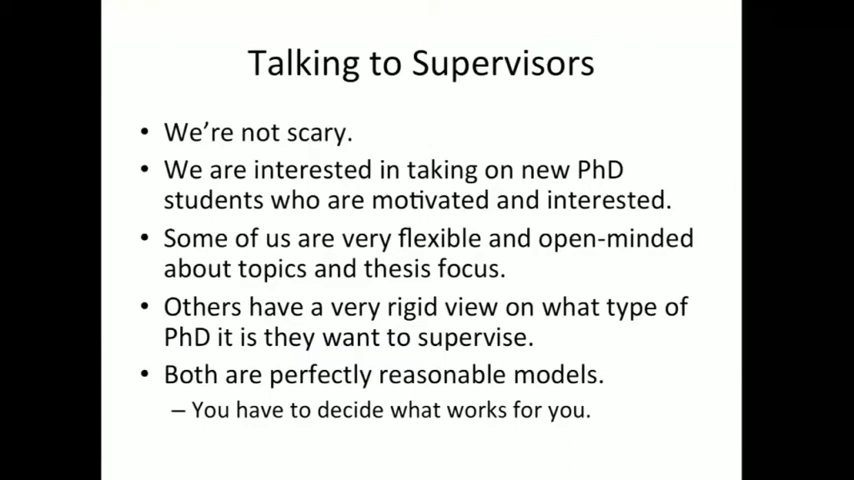 Talking to Supervisors
• We're not scary.
• We are interested in taking on new PhD
students who are motivated and interested.
• Some of us are very flexible and open-minded
about topics and thesis focus.
• Others have a very rigid view on what type of
PhD it is they want to supervise.
• Both are perfectly reasonable models.
– You have to decide what works for you.